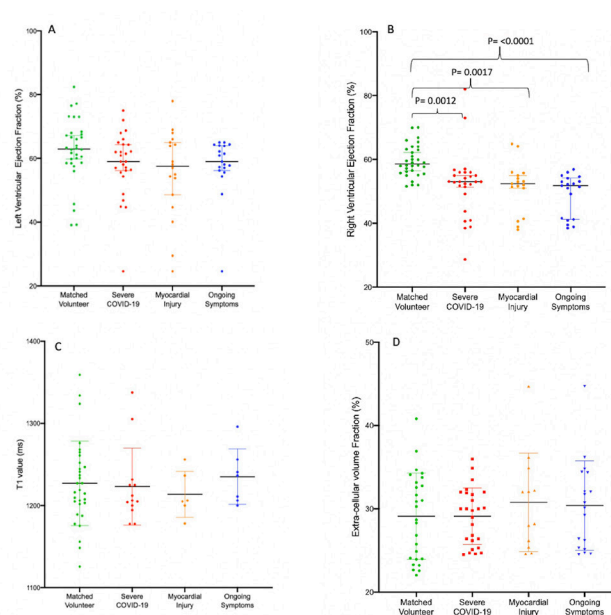 A
Left Ventricular Ejection Fraction (%)
100
80
60
40
20
Matched Volunteer
Severe COVID-19
Myocardial Injury
Ongoing Symptoms
B
P= <0.0001
P= 0.0017
P= 0.0012
Right Ventricular Ejection Fraction (%)
100
80
60
40
20
Matched Volunteer
Severe COVID-19
Myocardial Injury
Ongoing Symptoms
C
T1 value (ms)
1400
1300
1200
1100
Matched Volunteer
Severe COVID-19
Myocardial Injury
Ongoing Symptoms
D
Extra-cellular volume Fraction (%)
50
40
30
20
Matched Volunteer
Severe COVID-19
Myocardial Injury
Ongoing Symptoms